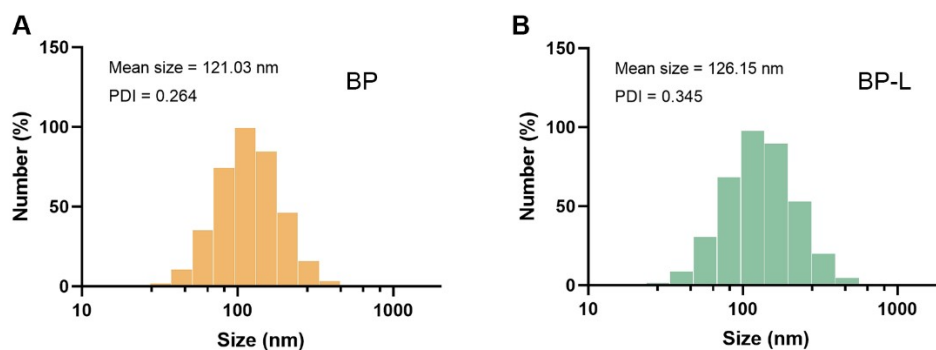 A
150
100
50
0
Number (%)
Mean size = 121.03 nm
PDI = 0.264
BP
10
100
1000
Size (nm)
B
150
100
50
0
Number (%)
Mean size = 126.15 nm
PDI = 0.345
BP-L
10
100
1000
Size (nm)